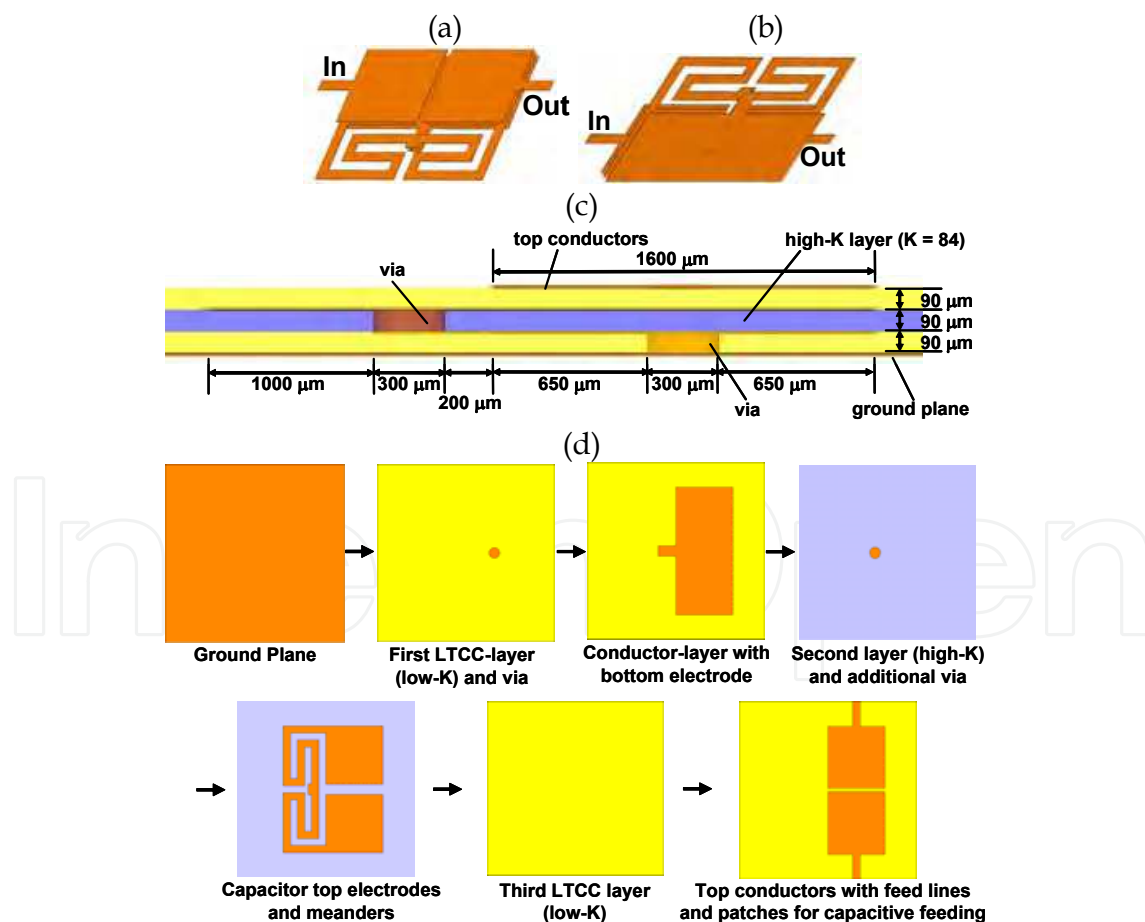 (a)
(b)
In
Out
In
Out
(c)
top conductors
high-K layer (K = 84)
via
1600 μm
90 μm
90 μm
90 μm
1000 μm
300 μm
200 μm
650 μm
300 μm
650 μm
via
ground plane
(d)
Ground Plane
First LTCC-layer
(low-K) and via
Conductor-layer with
bottom electrode
Second layer (high-K)
and additional via
Capacitor top electrodes
and meanders
Third LTCC layer
(low-K)
Top conductors with feed lines
and patches for capacitive feeding